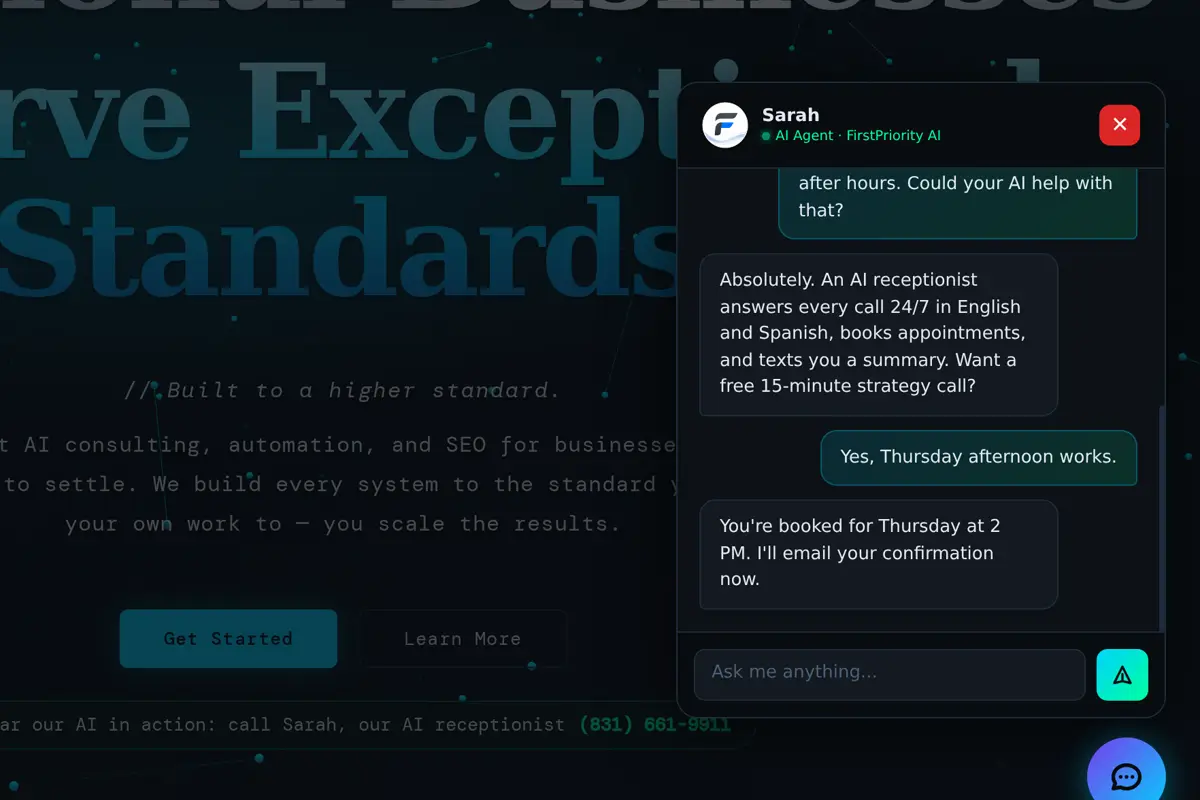 onal Businesses
rve Except
Standards
// Built to a higher standard.
t AI consulting, automation, and SEO for businesse
to settle. We build every system to the standard y
your own work to — you scale the results.
Get Started
Learn More
ar our AI in action: call Sarah, our AI receptionist (831) 661-9911
Sarah
AI Agent · FirstPriority AI
after hours. Could your AI help with
that?
Absolutely. An AI receptionist
answers every call 24/7 in English
and Spanish, books appointments,
and texts you a summary. Want a
free 15-minute strategy call?
Yes, Thursday afternoon works.
You're booked for Thursday at 2
PM. I'll email your confirmation
now.
Ask me anything...